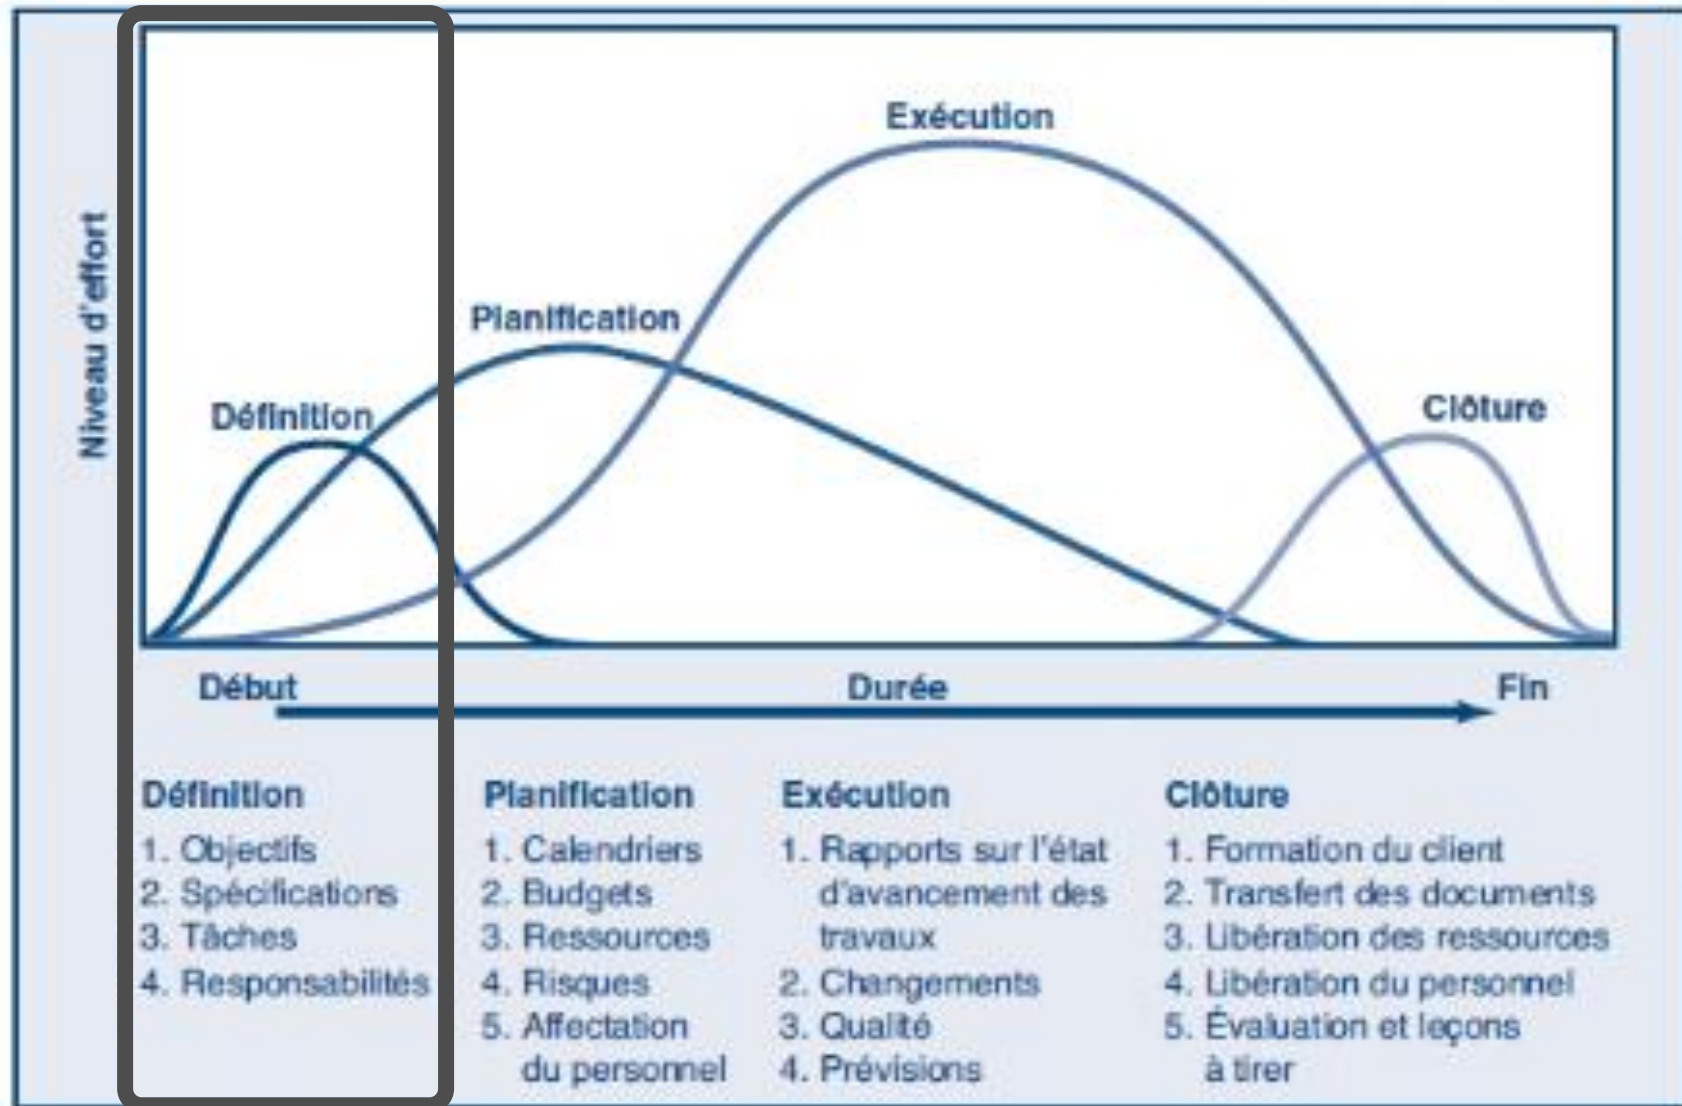 Exécution
Planification
Définition
Clôture
Niveau d'effort
Début
Durée
Fin
Définition
1. Objectifs
2. Spécifications
3. Tâches
4. Responsabilités
Planification
1. Calendriers
2. Budgets
3. Ressources
4. Risques
5. Affectation
du personnel
Exécution
1. Rapports sur l'état
d'avancement des
travaux
2. Changements
3. Qualité
4. Prévisions
Clôture
1. Formation du client
2. Transfert des documents
3. Libération des ressources
4. Libération du personnel
5. Évaluation et leçons
à tirer